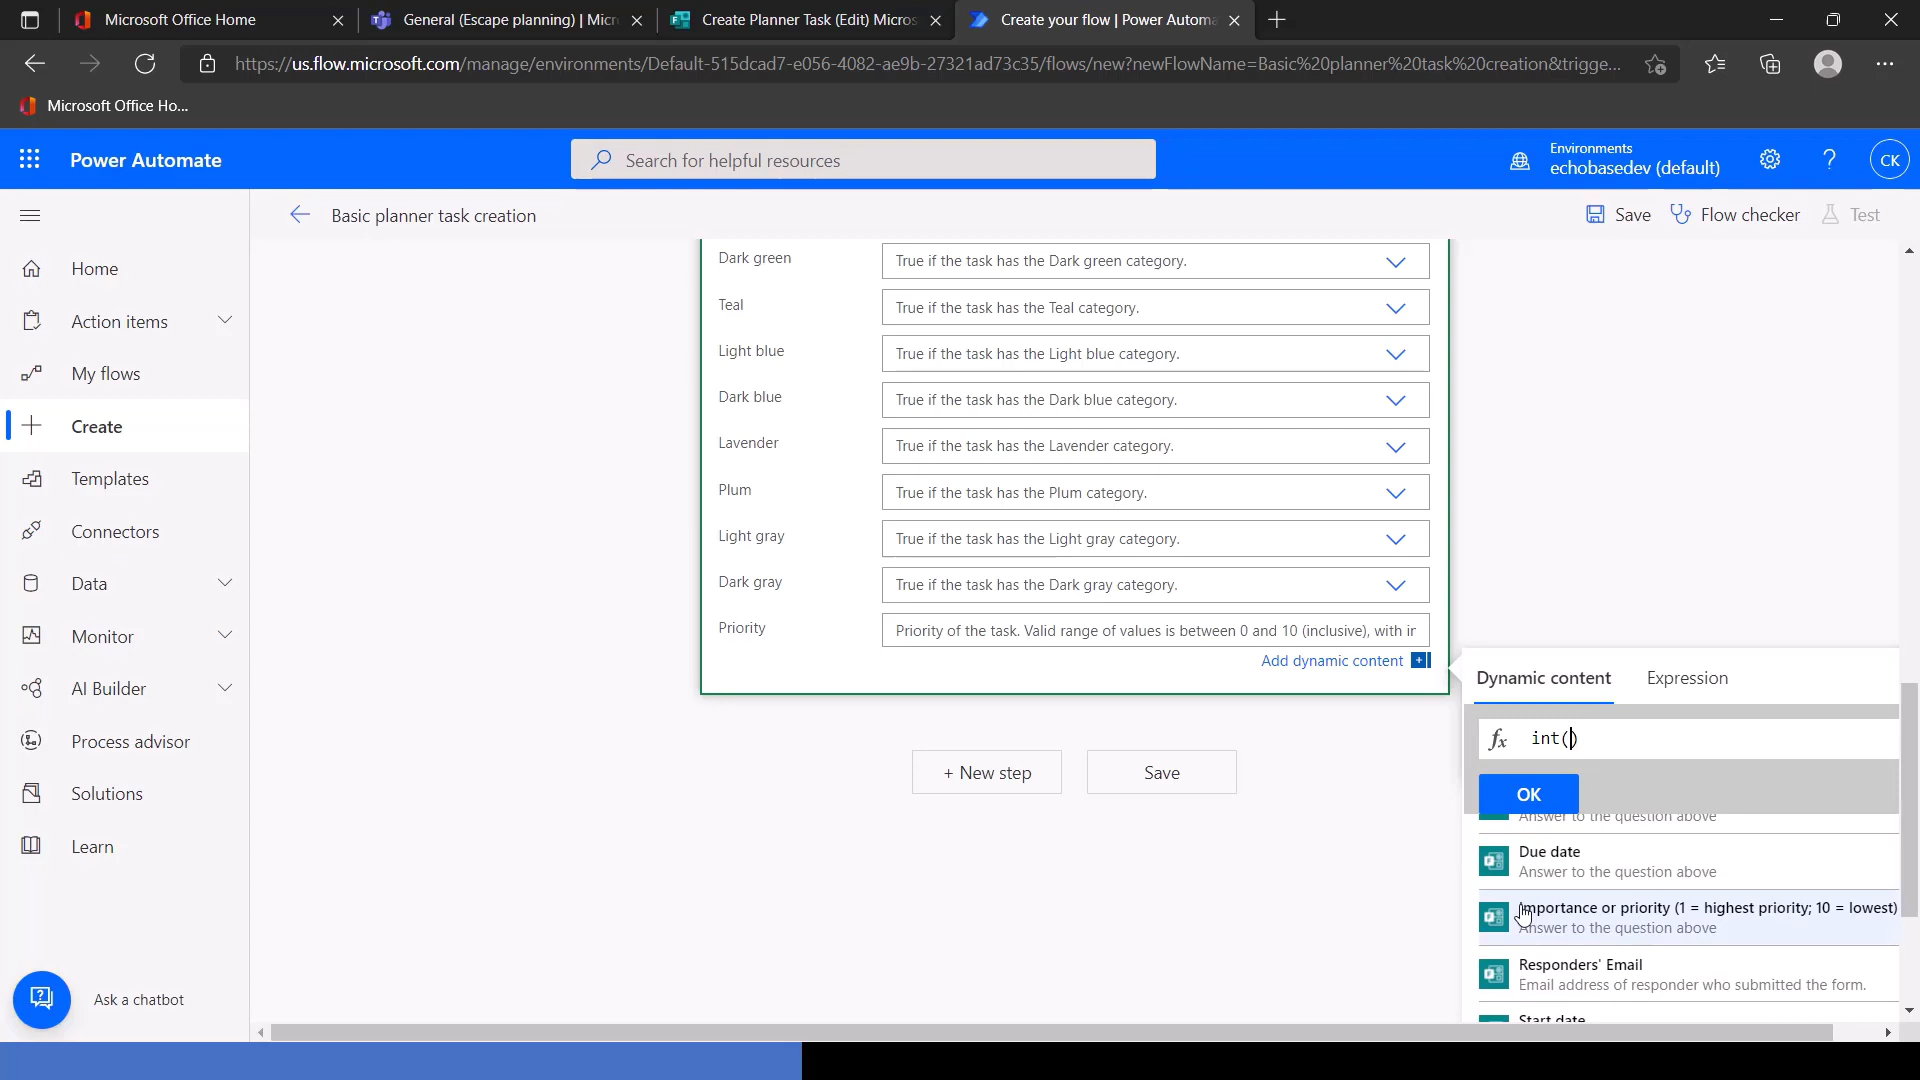 Microsoft Office Home
General (Escape planning) | Micr
Create Planner Task (Edit) Micros
Create your flow | Power Automa
https://us.flow.microsoft.com/manage/environments/Default-515dcad7-e056-4082-ae9b-27321ad73c35/flows/new?newFlowName=Basic%20planner%20task%20creation&trigge...
Microsoft Office Ho...
Power Automate
Search for helpful resources
Environments
echobasedev (default)
?
CK
Basic planner task creation
Save
Flow checker
Test
Home
Action items
My flows
Create
Templates
Connectors
Data
Monitor
AI Builder
Process advisor
Solutions
Learn
Ask a chatbot
Dark green
True if the task has the Dark green category.
Teal
True if the task has the Teal category.
Light blue
True if the task has the Light blue category.
Dark blue
True if the task has the Dark blue category.
Lavender
True if the task has the Lavender category.
Plum
True if the task has the Plum category.
Light gray
True if the task has the Light gray category.
Dark gray
True if the task has the Dark gray category.
Priority
Priority of the task. Valid range of values is between 0 and 10 (inclusive), with ir
Add dynamic content +
+ New step
Save
Dynamic content
Expression
fx int()
OK
Answer to the question above
Due date
Answer to the question above
Importance or priority (1 = highest priority; 10 = lowest)
Answer to the question above
Responders' Email
Email address of responder who submitted the form.
Start date